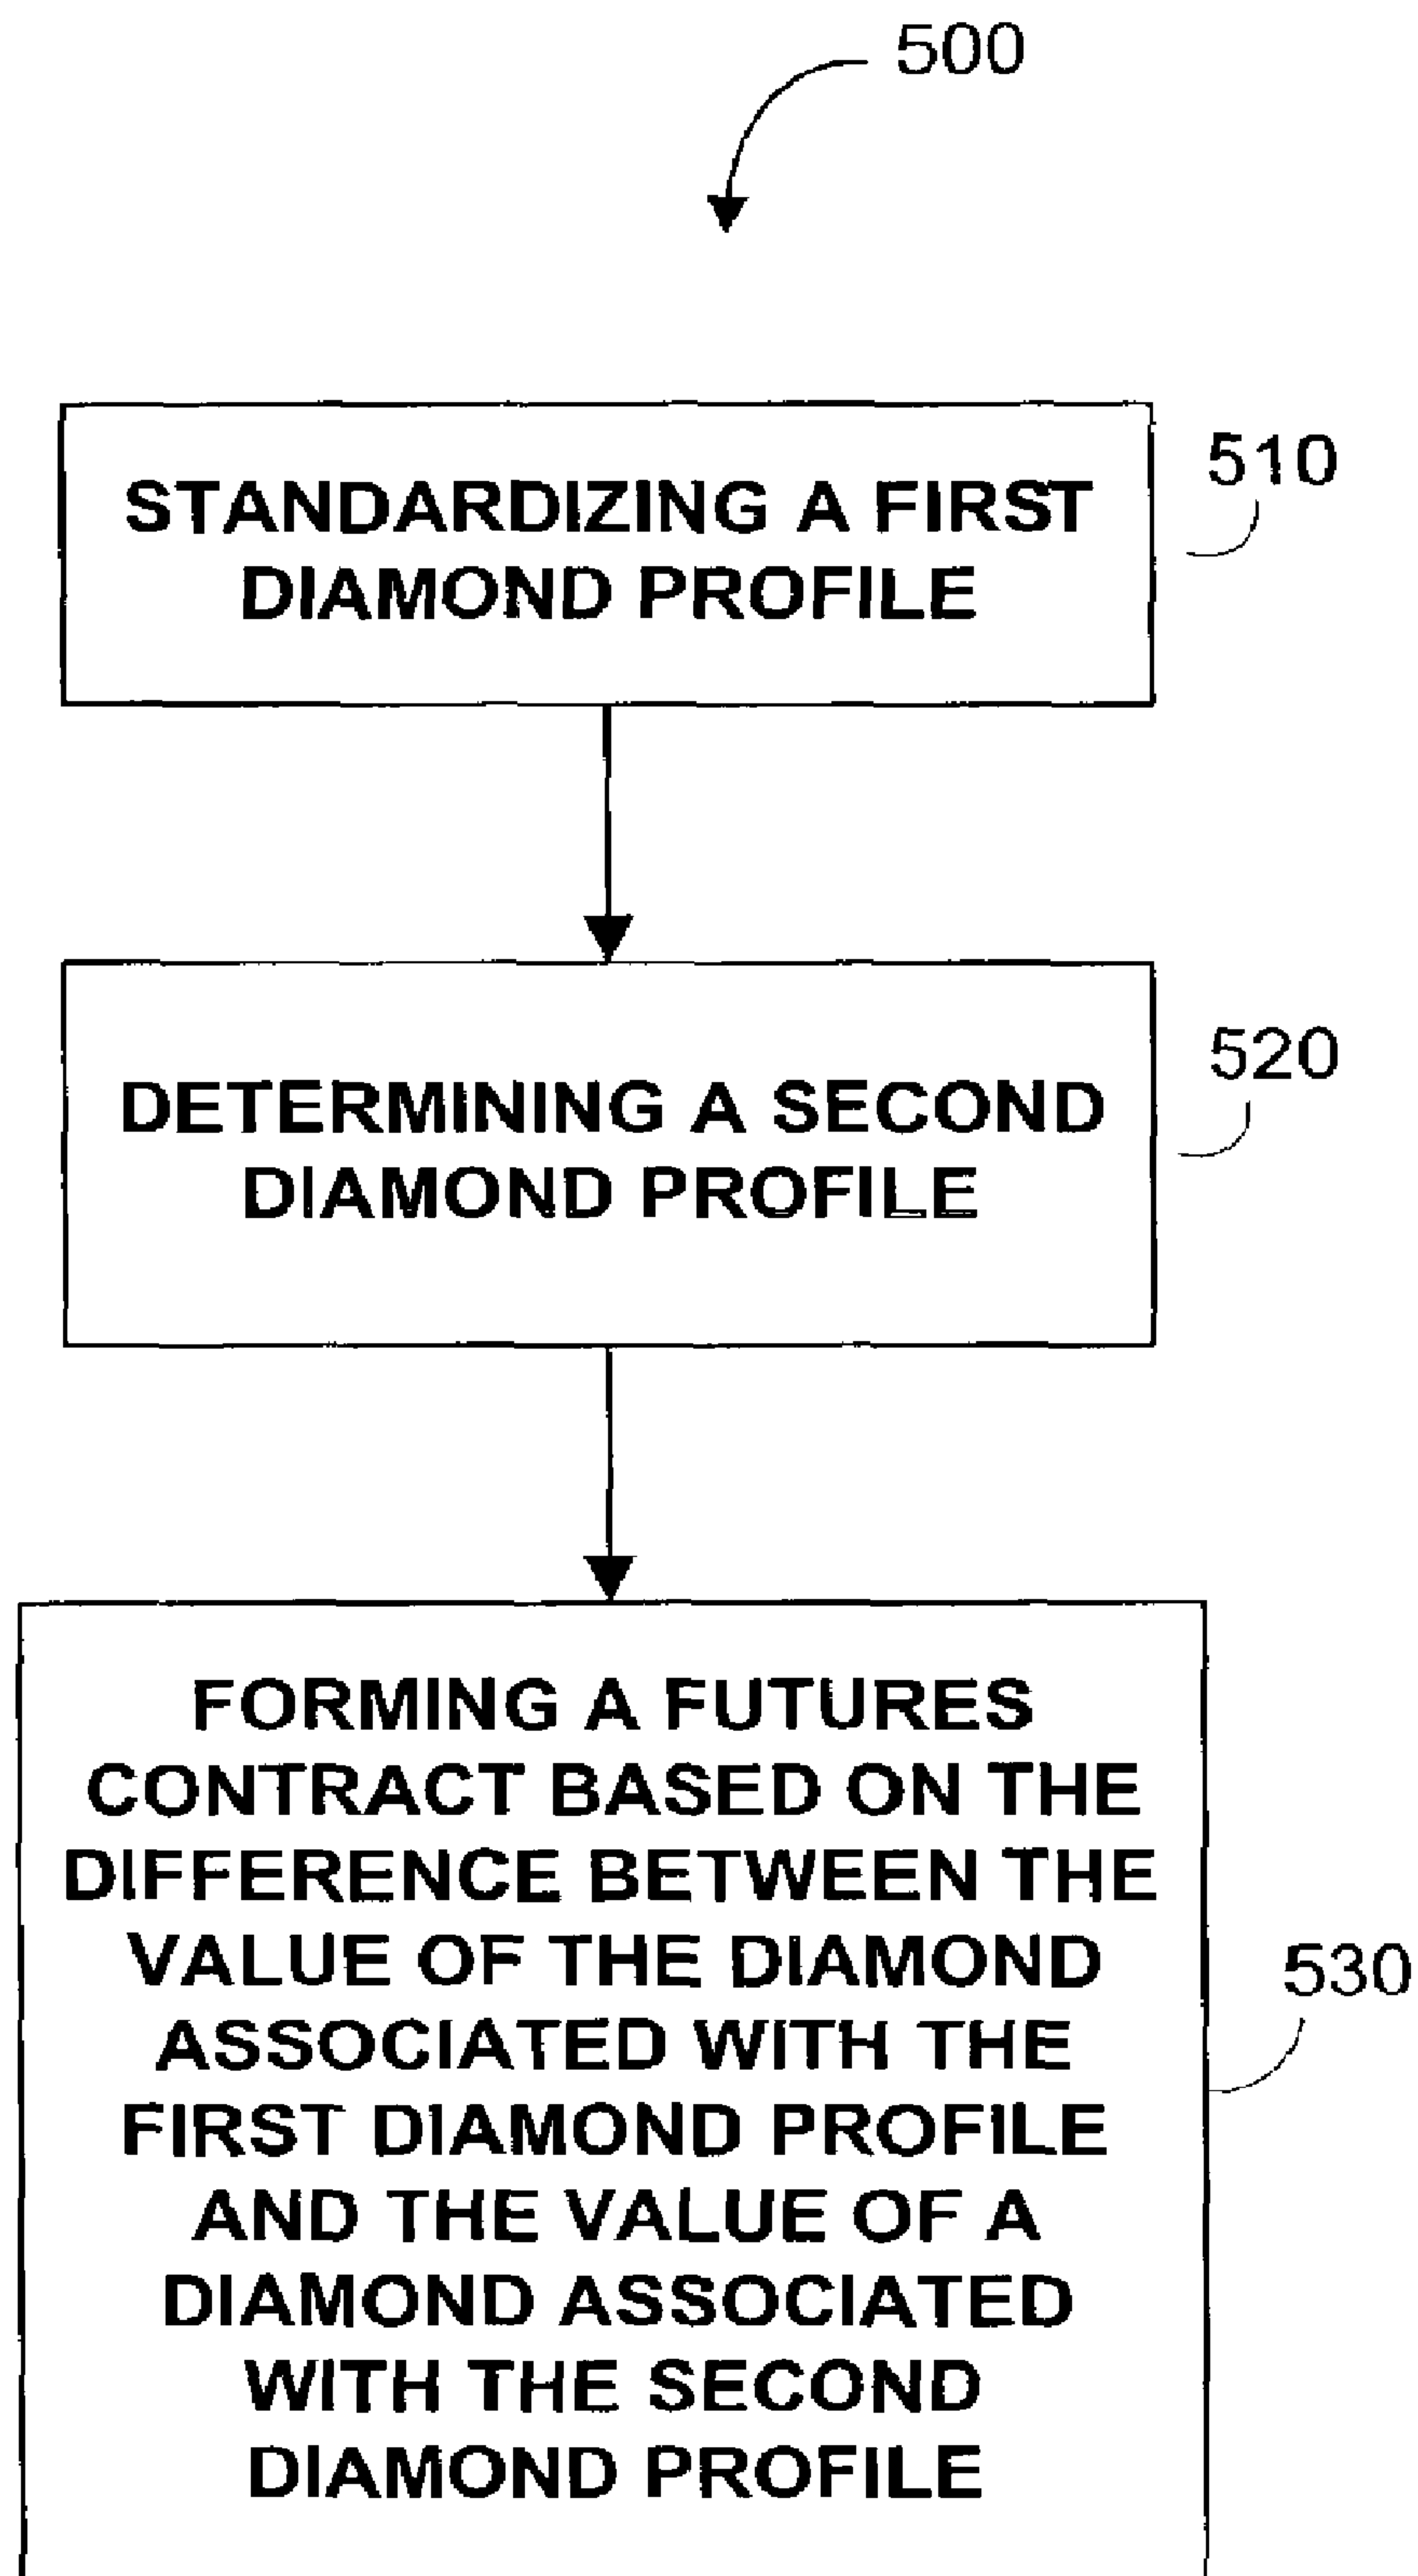 500
STANDARDIZING A FIRST
DIAMOND PROFILE
510
DETERMINING A SECOND
DIAMOND PROFILE
520
FORMING A FUTURES
CONTRACT BASED ON THE
DIFFERENCE BETWEEN THE
VALUE OF THE DIAMOND
ASSOCIATED WITH THE
FIRST DIAMOND PROFILE
AND THE VALUE OF A
DIAMOND ASSOCIATED
WITH THE SECOND
DIAMOND PROFILE
530